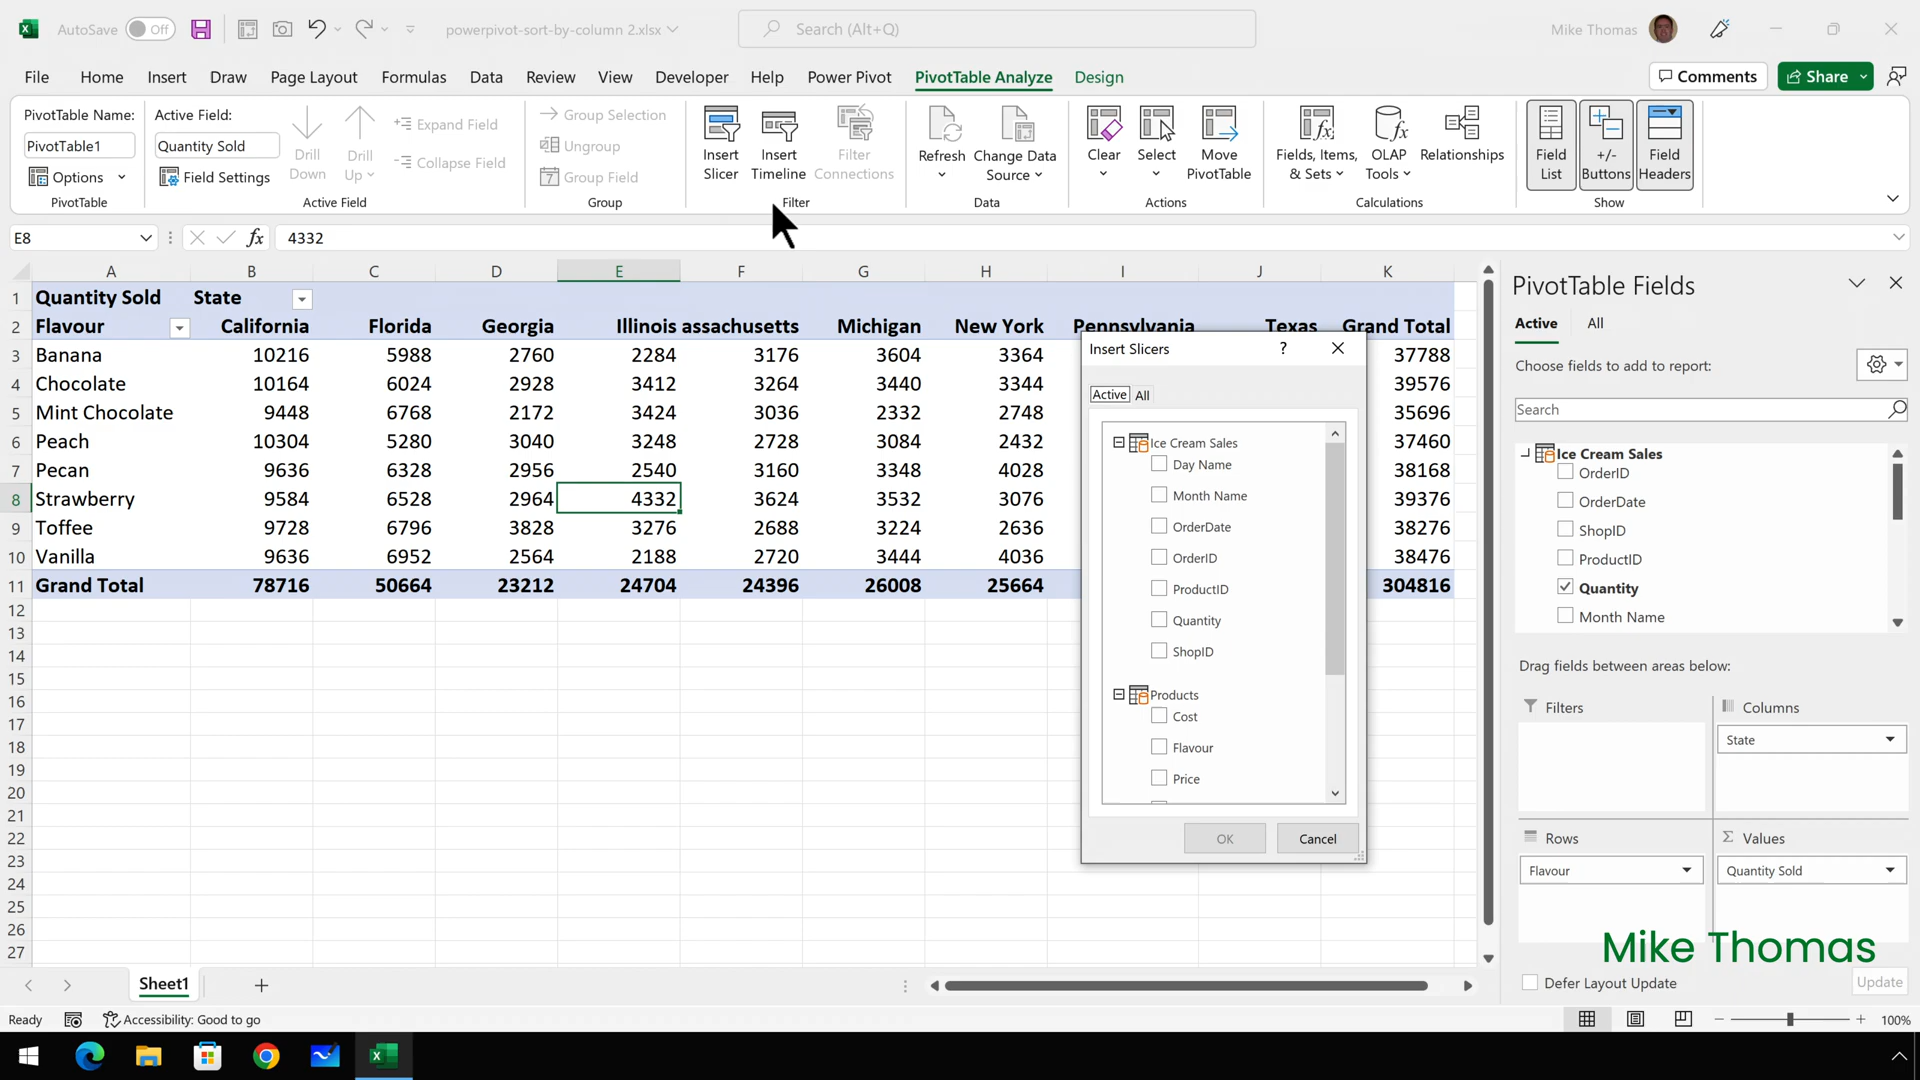 AutoSave Off powerpivot-sort-by-column 2.xlsx Search (Alt+Q) Mike Thomas
File Home Insert Draw Page Layout Formulas Data Review View Developer Help Power Pivot PivotTable Analyze Design Comments Share
PivotTable Name:
PivotTable1
Options
PivotTable
Active Field:
Quantity Sold
Field Settings
Drill Down
Drill Up
Expand Field
Collapse Field
Active Field
Group Selection
Ungroup
Group Field
Group
Insert Slicer
Insert Timeline
Filter Connections
Filter
Refresh
Change Data Source
Data
Clear
Select
Move PivotTable
Actions
Fields, Items, & Sets
OLAP Tools
Relationships
Calculations
Field List
+/- Buttons
Field Headers
Show
E8 fx 4332
A B C D E F G H I J K
1 Quantity Sold State
2 Flavour California Florida Georgia Illinois assachusetts Michigan New York Pennsylvania Texas Grand Total
3 Banana 10216 5988 2760 2284 3176 3604 3364 37788
4 Chocolate 10164 6024 2928 3412 3264 3440 3344 39576
5 Mint Chocolate 9448 6768 2172 3424 3036 2332 2748 35696
6 Peach 10304 5280 3040 3248 2728 3084 2432 37460
7 Pecan 9636 6328 2956 2540 3160 3348 4028 38168
8 Strawberry 9584 6528 2964 4332 3624 3532 3076 39376
9 Toffee 9728 6796 3828 3276 2688 3224 2636 38276
10 Vanilla 9636 6952 2564 2188 2720 3444 4036 38476
11 Grand Total 78716 50664 23212 24704 24396 26008 25664 304816
12
13
14
15
16
17
18
19
20
21
22
23
24
25
26
27
Insert Slicers ?
Active All
Ice Cream Sales
Day Name
Month Name
OrderDate
OrderID
ProductID
Quantity
ShopID
Products
Cost
Flavour
Price
OK Cancel
PivotTable Fields
Active All
Choose fields to add to report:
Search
Ice Cream Sales
OrderID
OrderDate
ShopID
ProductID
Quantity
Month Name
Drag fields between areas below:
Filters
Columns
State
Rows
Flavour
Values
Quantity Sold
Mike Thomas
Defer Layout Update Update
Sheet1
Ready Accessibility: Good to go 100%